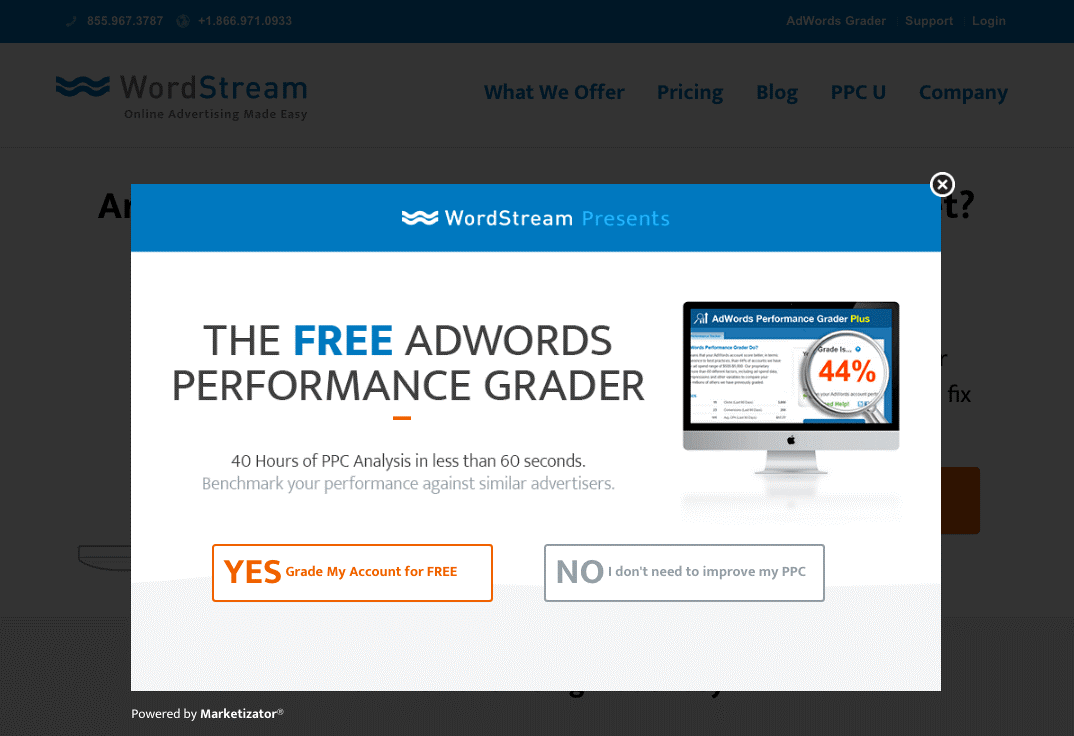 855.967.3787 +1.866.971.0933 AdWords Grader Support Login
WordStream
Online Advertising Made Easy
What We Offer Pricing Blog PPC U Company
WordStream Presents
THE FREE ADWORDS
PERFORMANCE GRADER
AdWords Performance Grader Plus
Grade Is...
44%
fix
40 Hours of PPC Analysis in less than 60 seconds.
Benchmark your performance against similar advertisers.
YES Grade My Account for FREE
NO I don't need to improve my PPC
Powered by Marketizator®